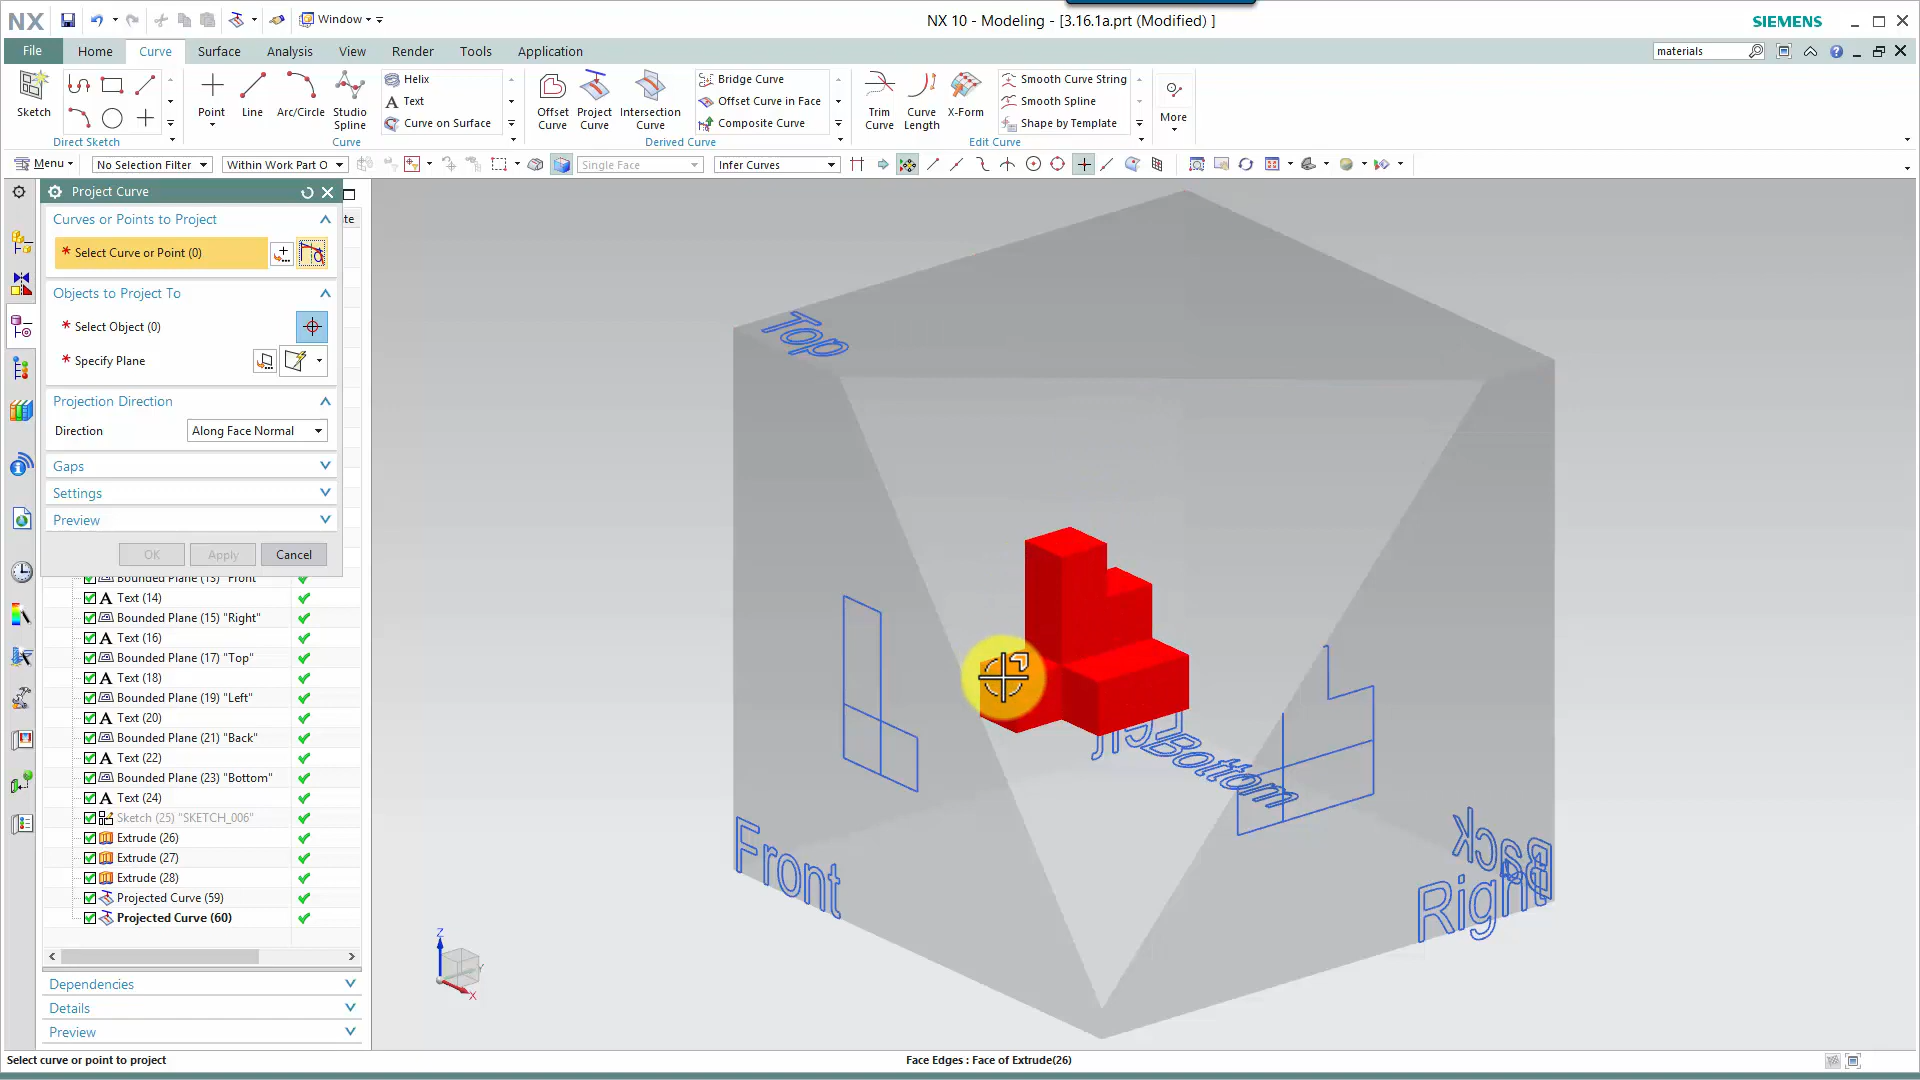 NX
Window
NX 10 - Modeling - [3.16.1a.prt (Modified) ]
SIEMENS
File
Home
Curve
Surface
Analysis
View
Render
Tools
Application
materials
Sketch
Direct Sketch
Point
Line
Arc/Circle
Studio
Spline
Helix
Text
Curve on Surface
Curve
Offset
Curve
Project
Curve
Intersection
Curve
Bridge Curve
Offset Curve in Face
Composite Curve
Derived Curve
Trim
Curve
Curve
Length
X-Form
Smooth Curve String
Smooth Spline
Shape by Template
Edit Curve
More
Menu
No Selection Filter
Within Work Part O
Single Face
Infer Curves
Project Curve
Curves or Points to Project
* Select Curve or Point (0)
Objects to Project To
* Select Object (0)
* Specify Plane
Projection Direction
Direction
Along Face Normal
Gaps
Settings
Preview
OK
Apply
Cancel
te
Bounded Plane (13) "Front"
Text (14)
Bounded Plane (15) "Right"
Text (16)
Bounded Plane (17) "Top"
Text (18)
Bounded Plane (19) "Left"
Text (20)
Bounded Plane (21) "Back"
Text (22)
Bounded Plane (23) "Bottom"
Text (24)
Sketch (25) "SKETCH_006"
Extrude (26)
Extrude (27)
Extrude (28)
Projected Curve (59)
Projected Curve (60)
Dependencies
Details
Preview
Top
Left
Bottom
Front
Back
Right
Z
Y
X
Select curve or point to project
Face Edges : Face of Extrude(26)